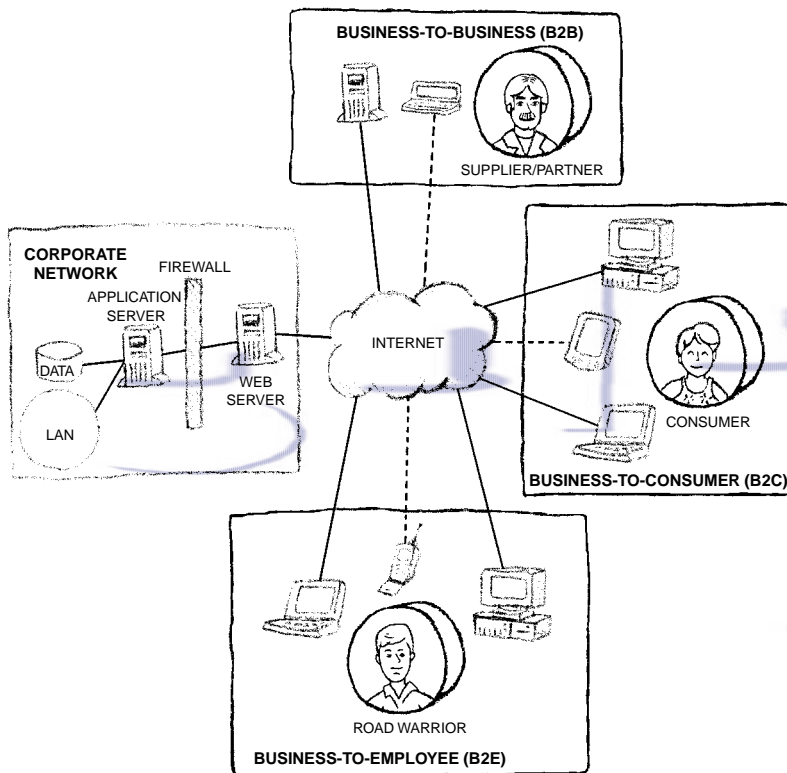 BUSINESS-TO-BUSINESS (B2B)
SUPPLIER/PARTNER
CORPORATE
NETWORK
FIREWALL
APPLICATION
SERVER
DATA
LAN
WEB
SERVER
INTERNET
CONSUMER
BUSINESS-TO-CONSUMER (B2C)
ROAD WARRIOR
BUSINESS-TO-EMPLOYEE (B2E)